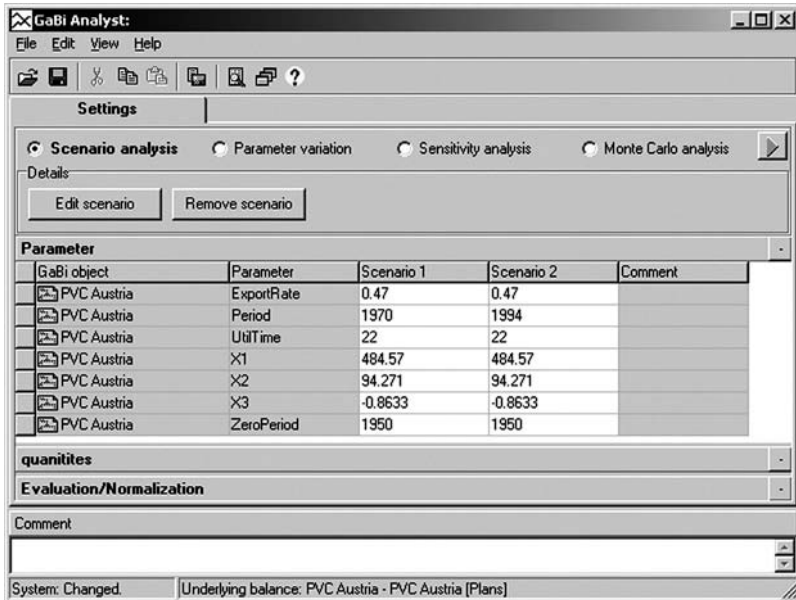 GaBi Analyst:
File Edit View Help
Settings
Scenario analysis Parameter variation Sensitivity analysis Monte Carlo analysis
Details
Edit scenario Remove scenario
Parameter
GaBi object Parameter Scenario 1 Scenario 2 Comment
PVC Austria ExportRate 0.47 0.47
PVC Austria Period 1970 1994
PVC Austria UtilTime 22 22
PVC Austria X1 484.57 484.57
PVC Austria X2 94.271 94.271
PVC Austria X3 -0.8633 -0.8633
PVC Austria ZeroPeriod 1950 1950
quanitites
Evaluation/Normalization
Comment
System: Changed. Underlying balance: PVC Austria - PVC Austria [Plans]